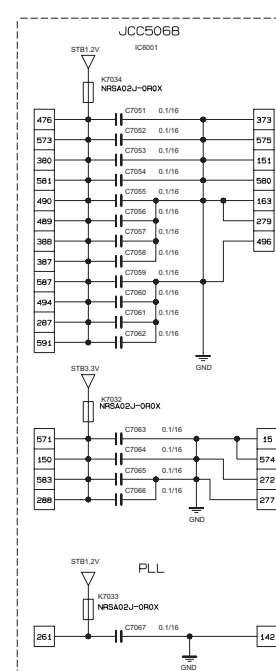 JCC5068
IC6001
STB1.2V
K7034
NRSA02J-0R0X
476 C7051 0.1/16 373
573 C7052 0.1/16 575
380 C7053 0.1/16 151
581 C7054 0.1/16 580
490 C7055 0.1/16 163
489 C7056 0.1/16 279
388 C7057 0.1/16 496
387 C7058 0.1/16
587 C7059 0.1/16
494 C7060 0.1/16
287 C7061 0.1/16
591 C7062 0.1/16
GND
STB3.3V
K7032
NRSA02J-0R0X
571 C7063 0.1/16 15
150 C7064 0.1/16 574
583 C7065 0.1/16 272
288 C7066 0.1/16 277
GND
STB1.2V PLL
K7033
NRSA02J-0R0X
261 C7067 0.1/16 142
GND